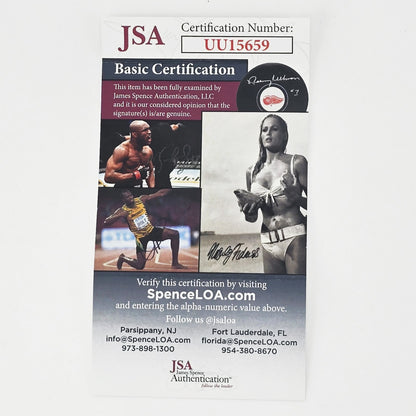 JSA
Certification Number:
UU15659
Basic Certification
This item has been fully examined by
James Spence Authentication, LLC
and it is our considered opinion that the
signature(s) is/are genuine.
Verify this certification by visiting
SpenceLOA.com
and entering the alpha-numeric value above.
Follow us @jsaloa
Parsippany, NJ
info@SpenceLOA.com
973-898-1300
Fort Lauderdale, FL
florida@SpenceLOA.com
954-380-8670
JSA
James Spence
Authentication